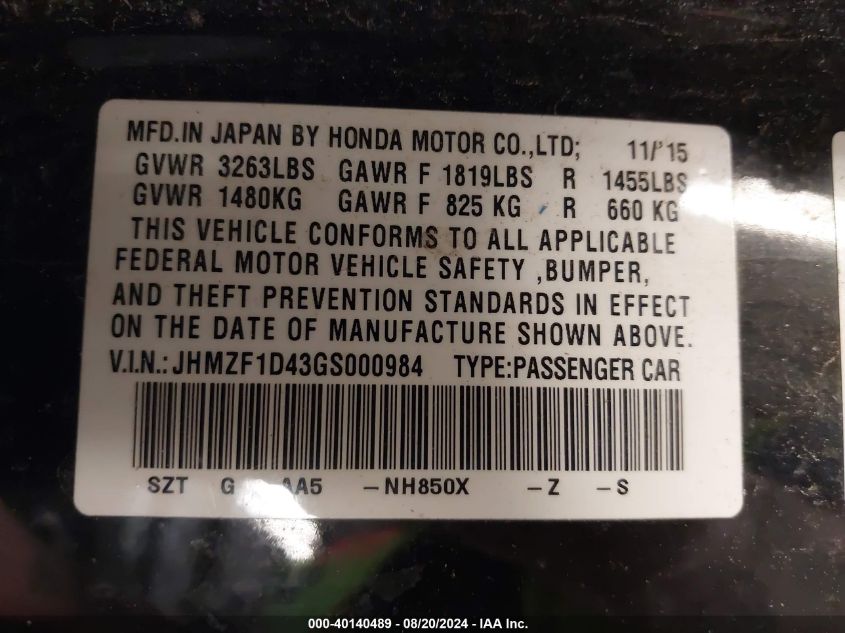 MFD.IN JAPAN BY HONDA MOTOR CO.,LTD; 11/'15
GVWR 3263LBS GAWR F 1819LBS R 1455LBS
GVWR 1480KG GAWR F 825 KG R 660 KG
THIS VEHICLE CONFORMS TO ALL APPLICABLE
FEDERAL MOTOR VEHICLE SAFETY ,BUMPER,
AND THEFT PREVENTION STANDARDS IN EFFECT
ON THE DATE OF MANUFACTURE SHOWN ABOVE.
V.I.N.: JHMZF1D43GS000984 TYPE:PASSENGER CAR
SZT G AA5 -NH850X -Z -S
000-40140489 - 08/20/2024 - IAA Inc.